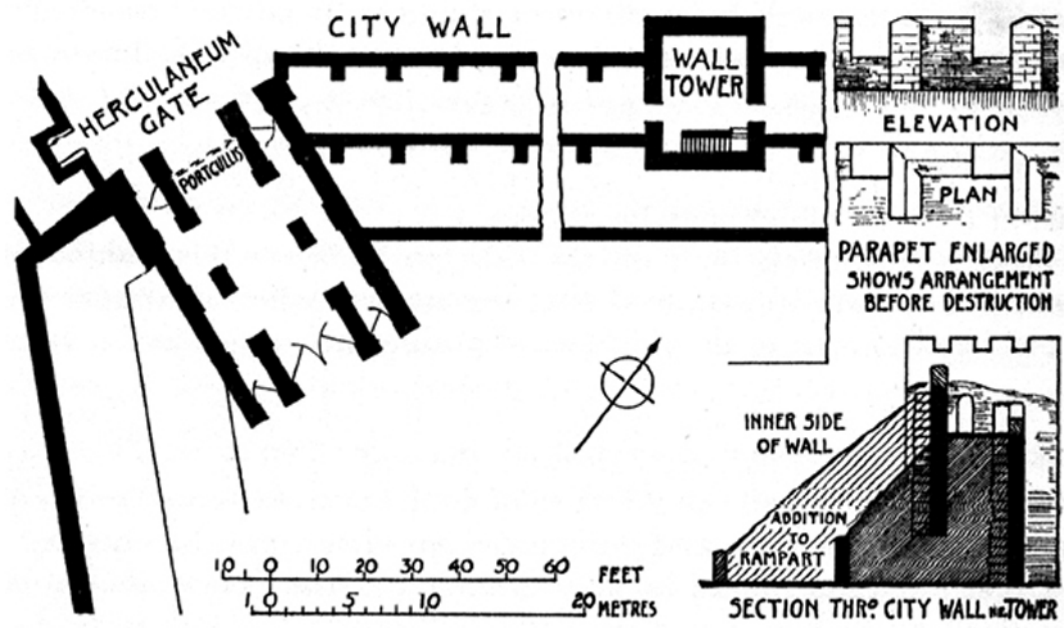 CITY WALL
HERCULANEUM
GATE
PORTCULLIS
WALL
TOWER
ELEVATION
PLAN
PARAPET ENLARGED
SHOWS ARRANGEMENT
BEFORE DESTRUCTION
INNER SIDE
OF WALL
ADDITION
TO
RAMPART
10 0 10 20 30 40 50 60 FEET
1 0 5 10 20 METRES
SECTION THRO. CITY WALL
TOWER